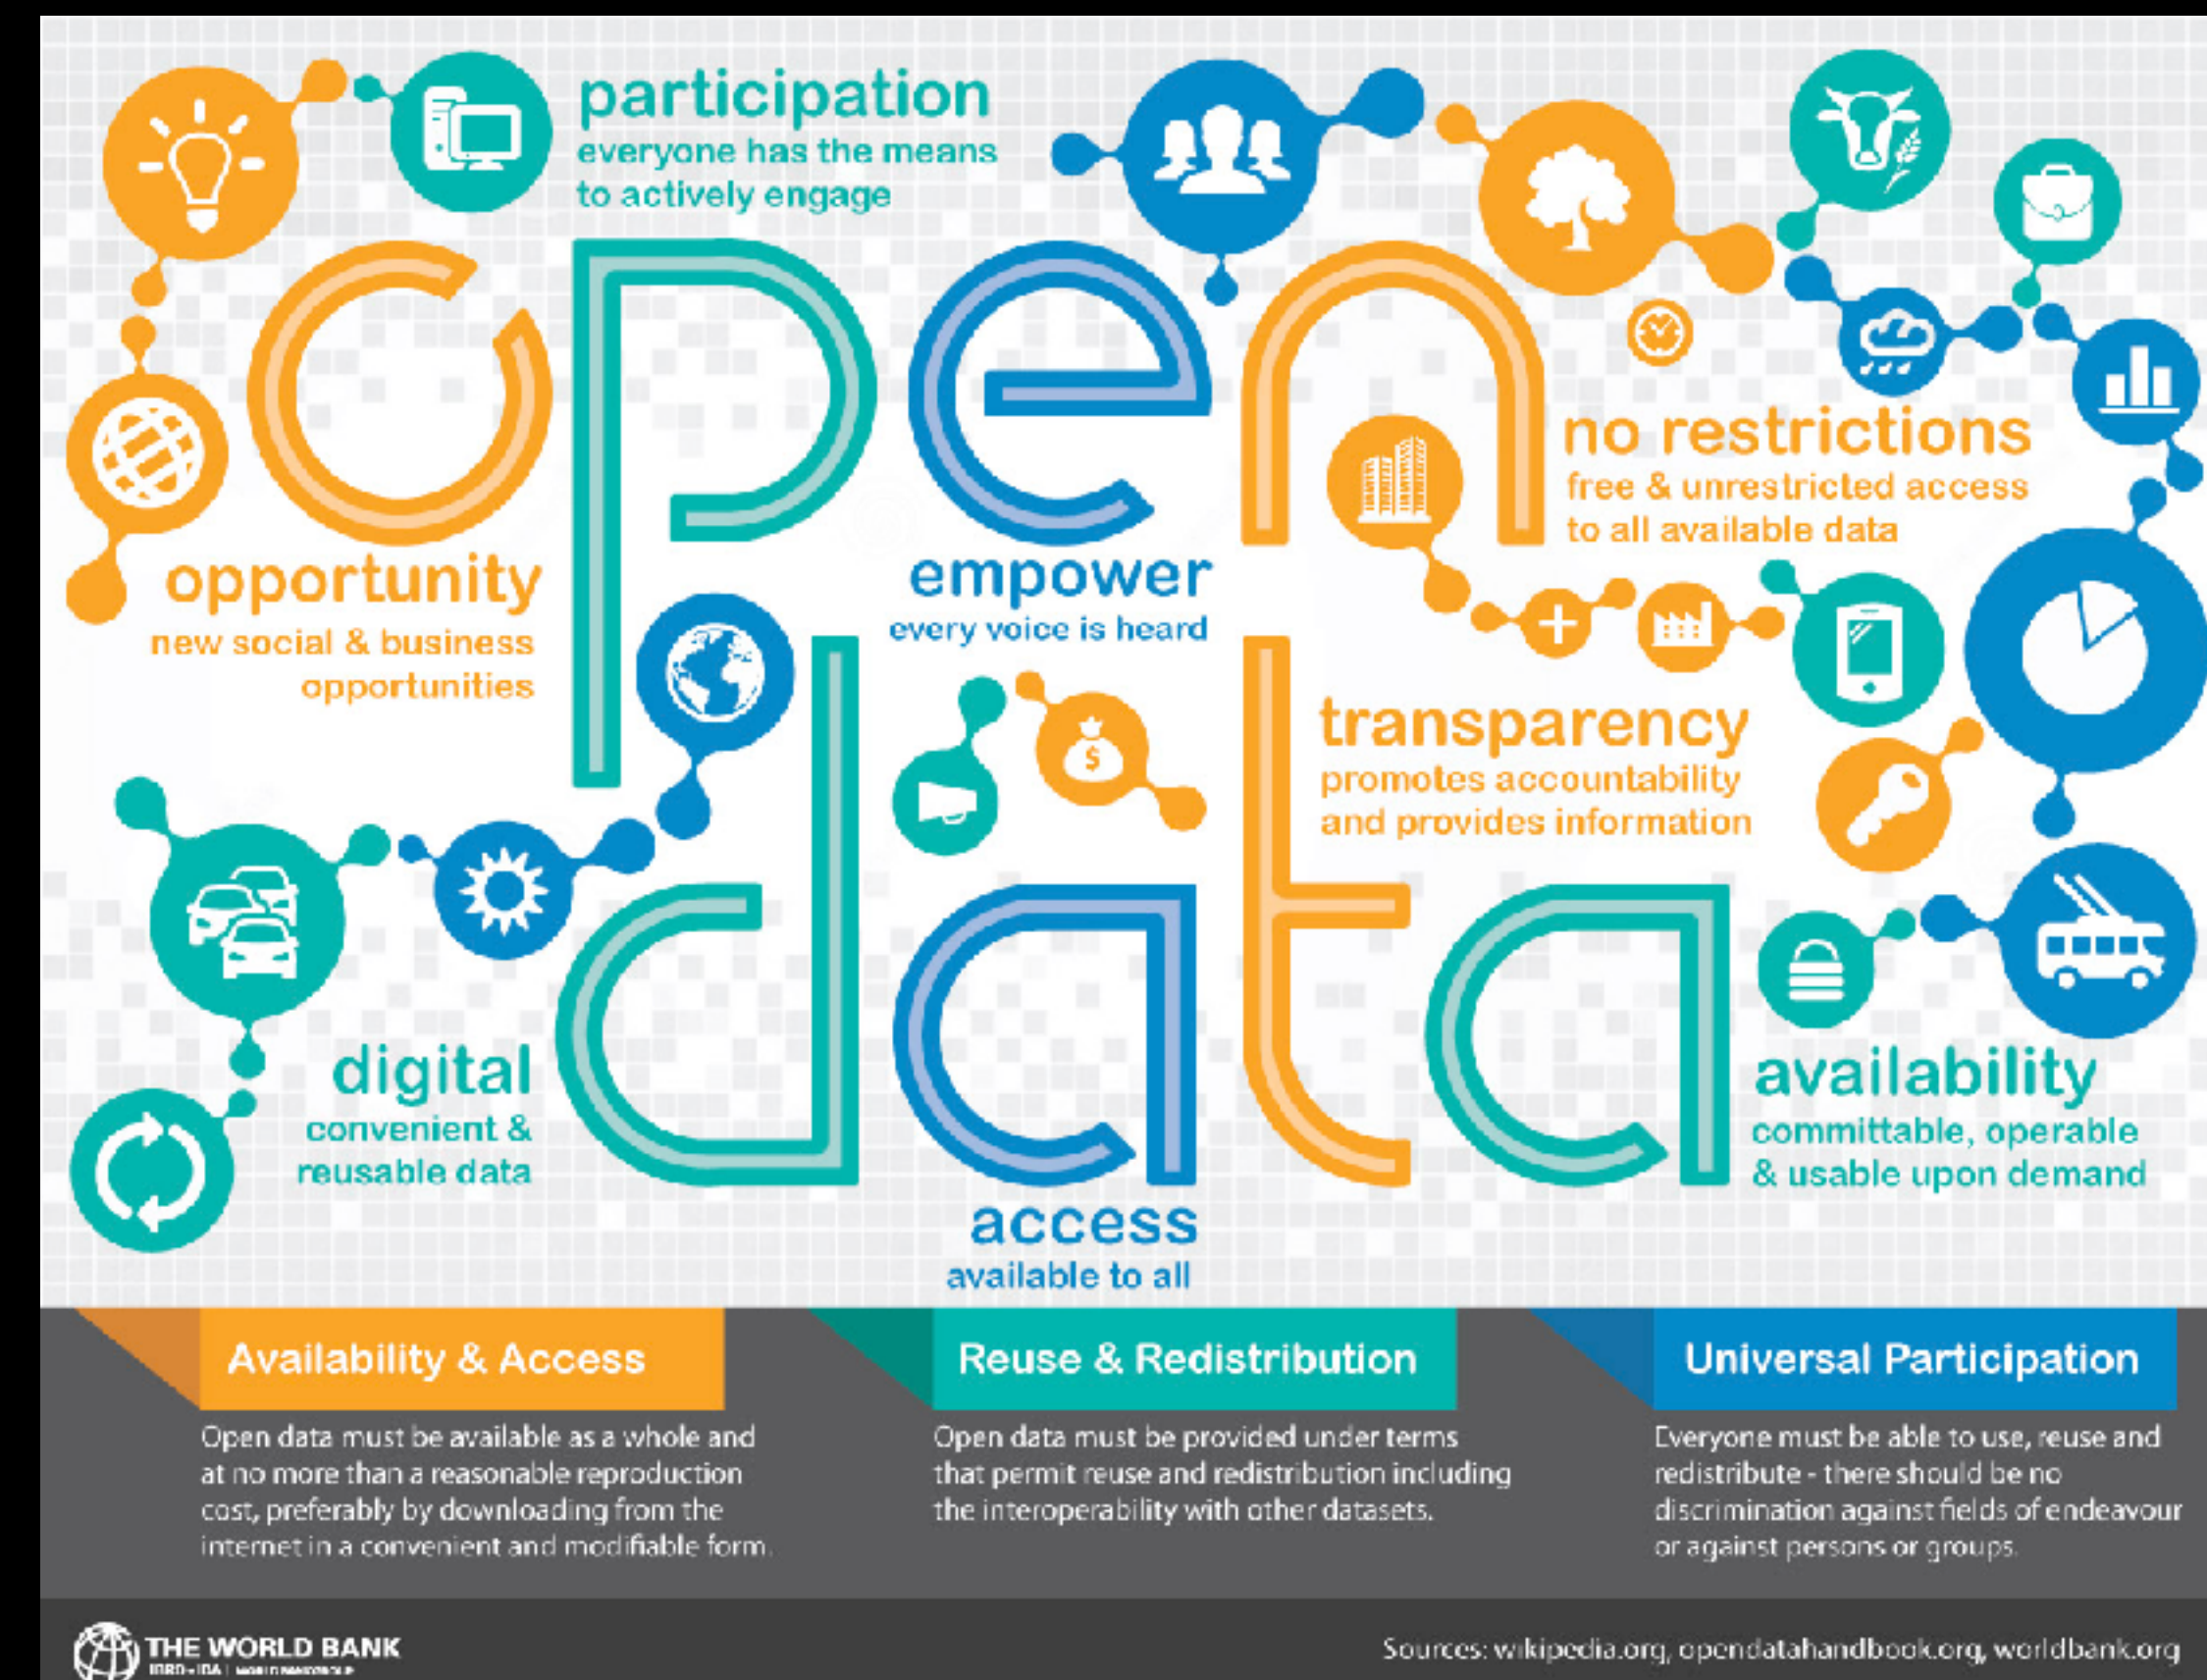 participation
everyone has the means
to actively engage
open
no restrictions
free & unrestricted access
to all available data
opportunity
new social & business
opportunities
empower
every voice is heard
$
transparency
promotes accountability
and provides information
data
digital
convenient &
reusable data
availability
committable, operable
& usable upon demand
access
available to all
Availability & Access
Open data must be available as a whole and
at no more than a reasonable reproduction
cost, preferably by downloading from the
internet in a convenient and modifiable form.
Reuse & Redistribution
Open data must be provided under terms
that permit reuse and redistribution including
the interoperability with other datasets.
Universal Participation
Everyone must be able to use, reuse and
redistribute - there should be no
discrimination against fields of endeavour
or against persons or groups.
THE WORLD BANK
IBRD • IDA | WORLD BANK GROUP
Sources: wikipedia.org, opendatahandbook.org, worldbank.org